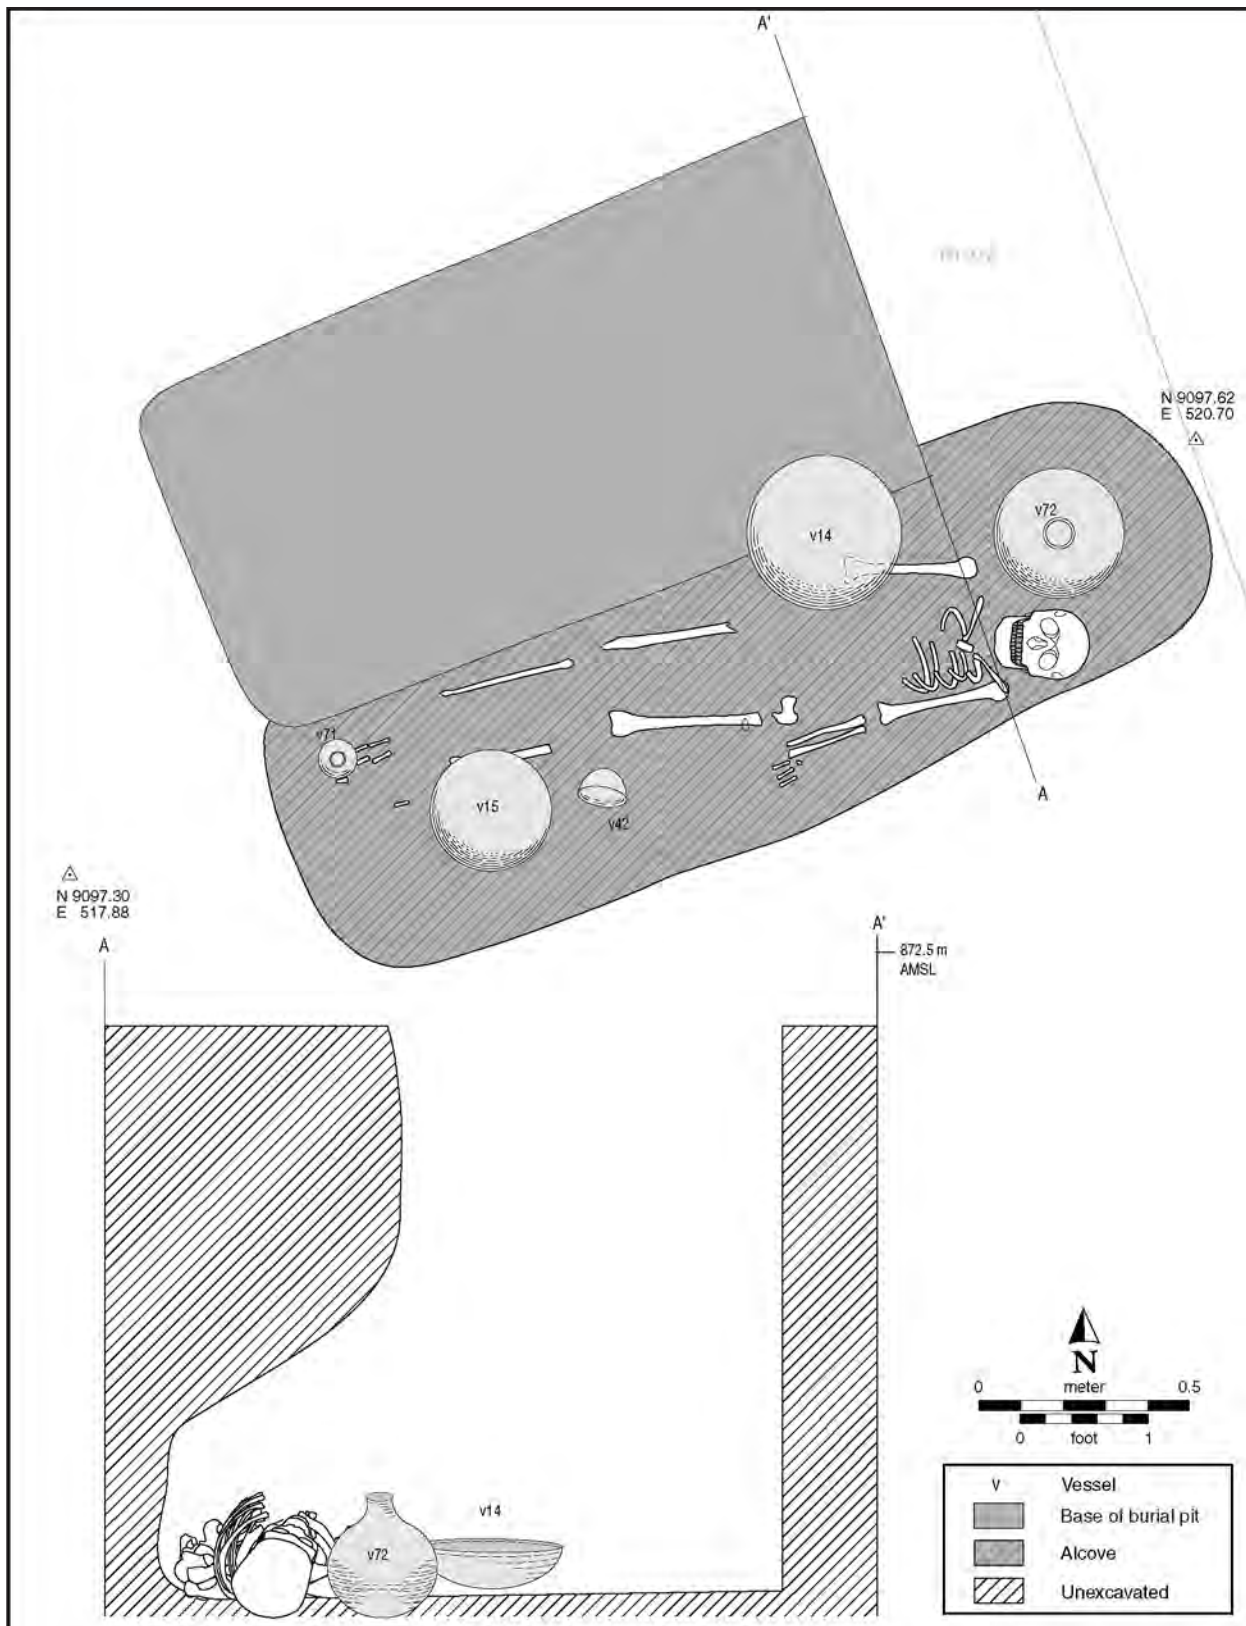 A'
N 9097.62
E 520.70
v72
v14
v71
v15
v42
A
N 9097.30
E 517.88
A
A'
872.5 m
AMSL
v14
v72
N
0 meter 0.5
0 foot 1
V Vessel
Base of burial pit
Alcove
Unexcavated